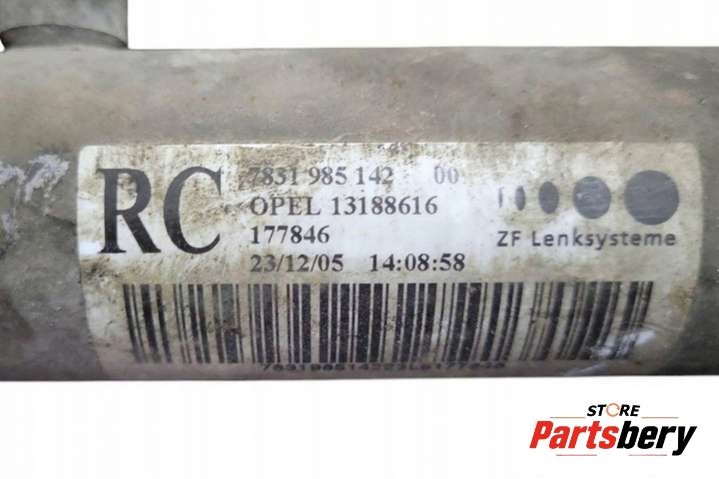 RC
7831 985 142 00
OPEL 13188616
177846
23/12/05 14:08:58
ZF Lenksysteme
STORE
Partsbery